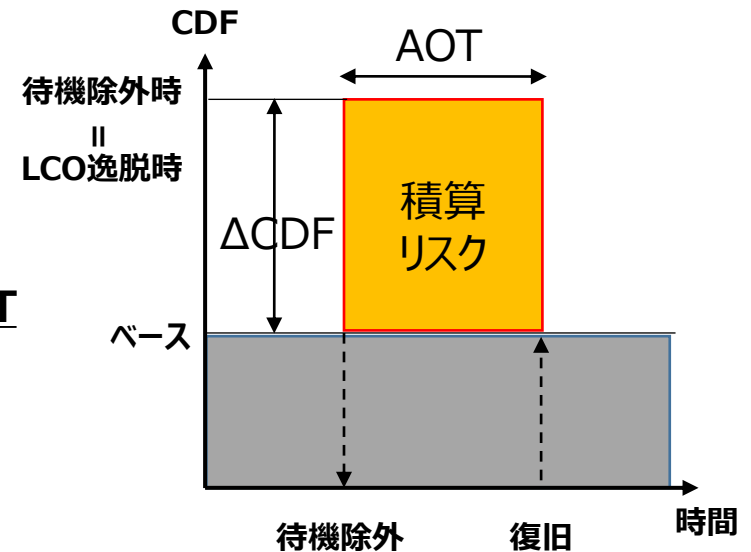 CDF
AOT
待機除外時
=
LCO逸脱時
積算
リスク
ΔCDF
T
ベース
待機除外
復旧
時間